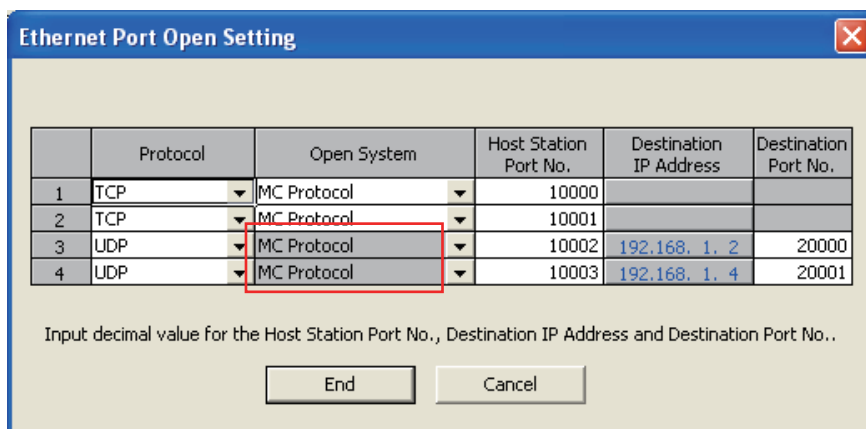 Ethernet Port Open Setting
Protocol Open System Host Station Port No. Destination IP Address Destination Port No.
1 TCP MC Protocol 10000
2 TCP MC Protocol 10001
3 UDP MC Protocol 10002 192.168. 1. 2 20000
4 UDP MC Protocol 10003 192.168. 1. 4 20001
Input decimal value for the Host Station Port No., Destination IP Address and Destination Port No..
End Cancel